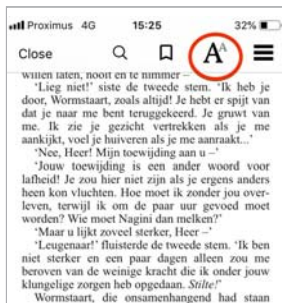 Proximus 4G 15:25 32%
Close A A
willen laten, nooit en te nimmer –'
'Lieg niet!' siste de tweede stem. 'Ik heb je
door, Wormstaart, zoals altijd! Je hebt er spijt van
dat je naar me bent teruggekeerd. Je gruwt van
me. Ik zie je gezicht vertrekken als je me
aankijkt, voel je huiveren als je me aanraakt...'
'Nee, Heer! Mijn toewijding aan u –'
'Jouw toewijding is een ander woord voor
lafheid! Je zou hier niet zijn als je ergens anders
heen kon vluchten. Hoe moet ik zonder jou over-
leven, terwijl ik om de paar uur gevoed moet
worden? Wie moet Nagini dan melken?'
'Maar u lijkt zoveel sterker, Heer –'
'Leugenaar!' fluisterde de tweede stem. 'Ik ben
niet sterker en een paar dagen alleen zou me
beroven van de weinige kracht die ik onder jouw
klungelige zorgen heb opgedaan. Stilte!'
Wormstaart, die onsamenhangend had staan